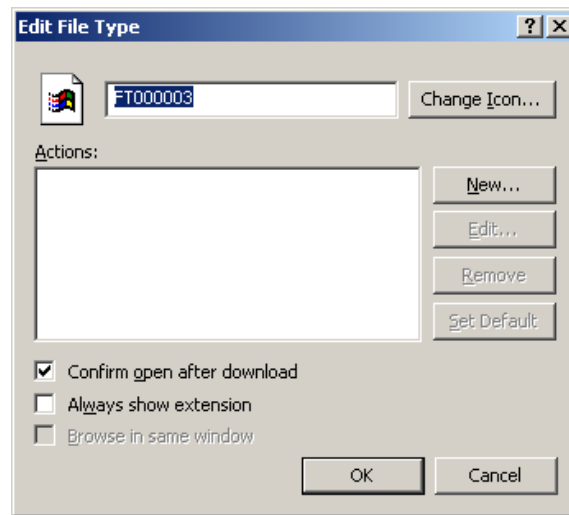 Edit File Type
FT000003
Change Icon...
Actions:
New...
Edit...
Remove
Set Default
Confirm open after download
Always show extension
Browse in same window
OK
Cancel